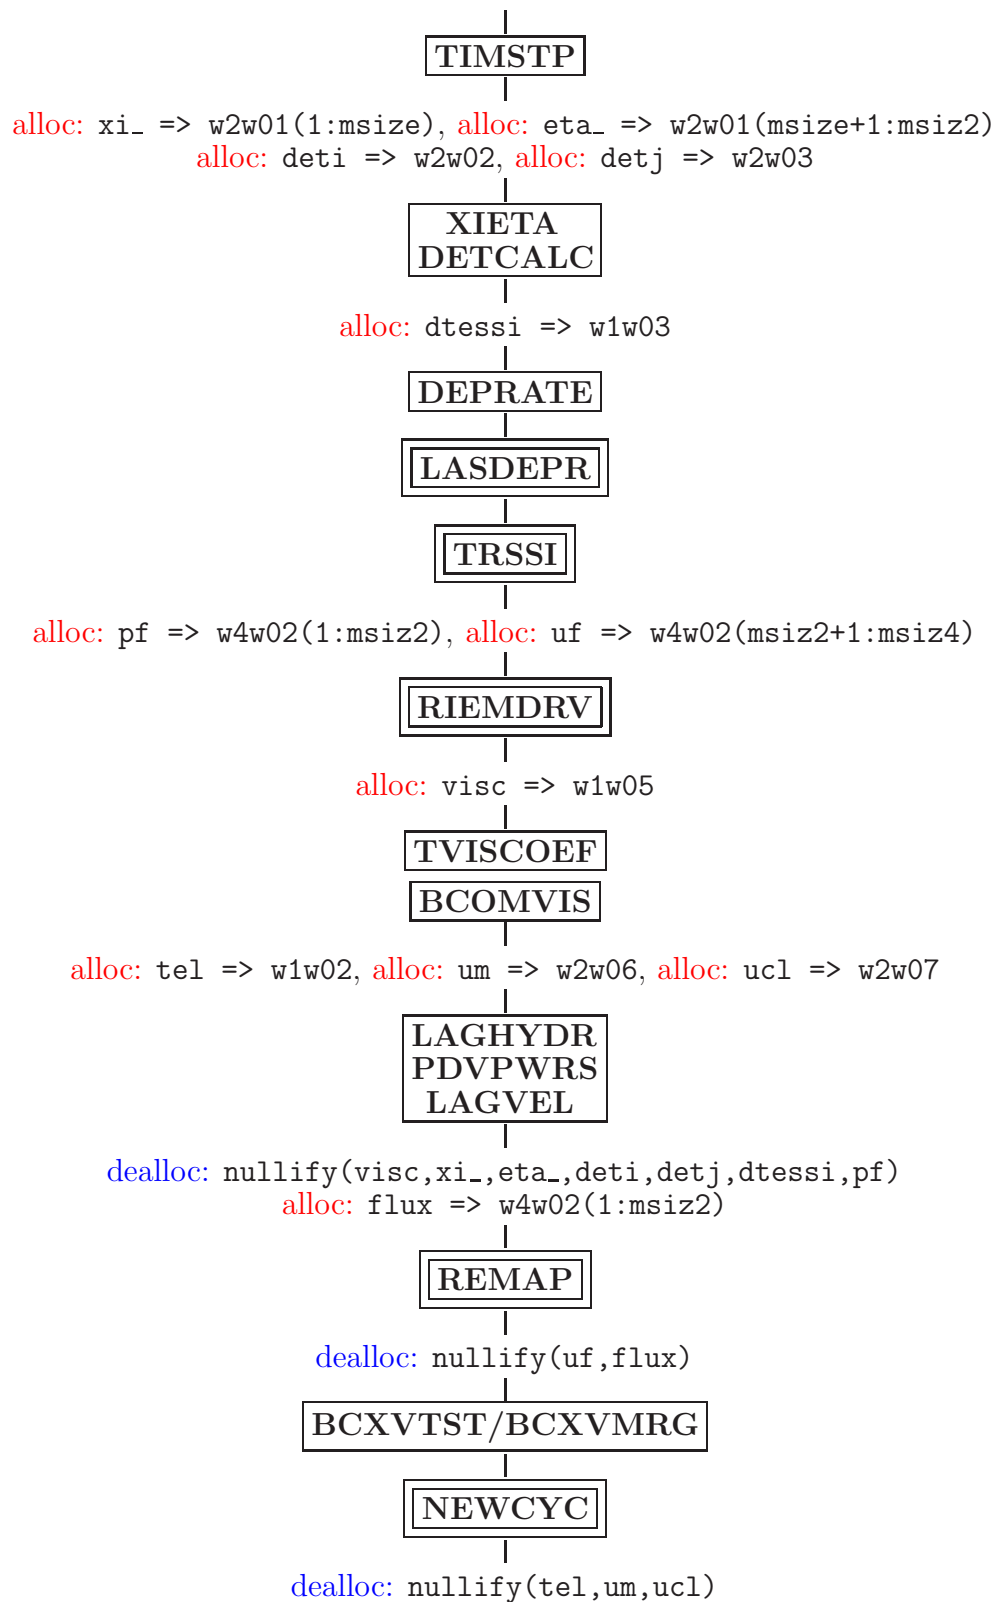 TIMSTP
alloc: xi_ => w2w01(1:msize), alloc: eta_ => w2w01(msize+1:msiz2)
alloc: deti => w2w02, alloc: detj => w2w03
XIETA
DETCALC
alloc: dtessi => w1w03
DEPRATE
LASDEPR
TRSSI
alloc: pf => w4w02(1:msiz2), alloc: uf => w4w02(msiz2+1:msiz4)
RIEMDRV
alloc: visc => w1w05
TVISCOEF
BCOMVIS
alloc: tel => w1w02, alloc: um => w2w06, alloc: ucl => w2w07
LAGHYDR
PDVPWRS
LAGVEL
dealloc: nullify(visc,xi_,eta_,deti,detj,dtessi,pf)
alloc: flux => w4w02(1:msiz2)
REMAP
dealloc: nullify(uf,flux)
BCXVTST/BCXVMRG
NEWCYC
dealloc: nullify(tel,um,ucl)